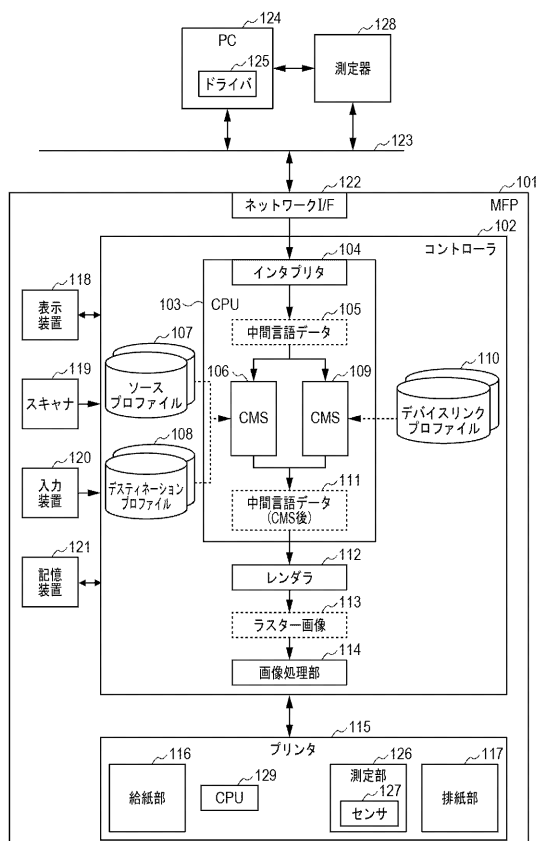 124
PC
125
ドライバ
128
測定器
123
122
ネットワークI/F
101
MFP
102
コントローラ
104
インタプリタ
103
CPU
105
中間言語データ
118
表示
装置
107
ソース
プロファイル
106
CMS
109
CMS
110
デバイスリンク
プロファイル
119
スキャナ
108
デスティネーション
プロファイル
120
入力
装置
111
中間言語データ
(CMS後)
121
記憶
装置
112
レンダラ
113
ラスター画像
114
画像処理部
115
プリンタ
116
給紙部
129
CPU
126
測定部
127
センサ
117
排紙部